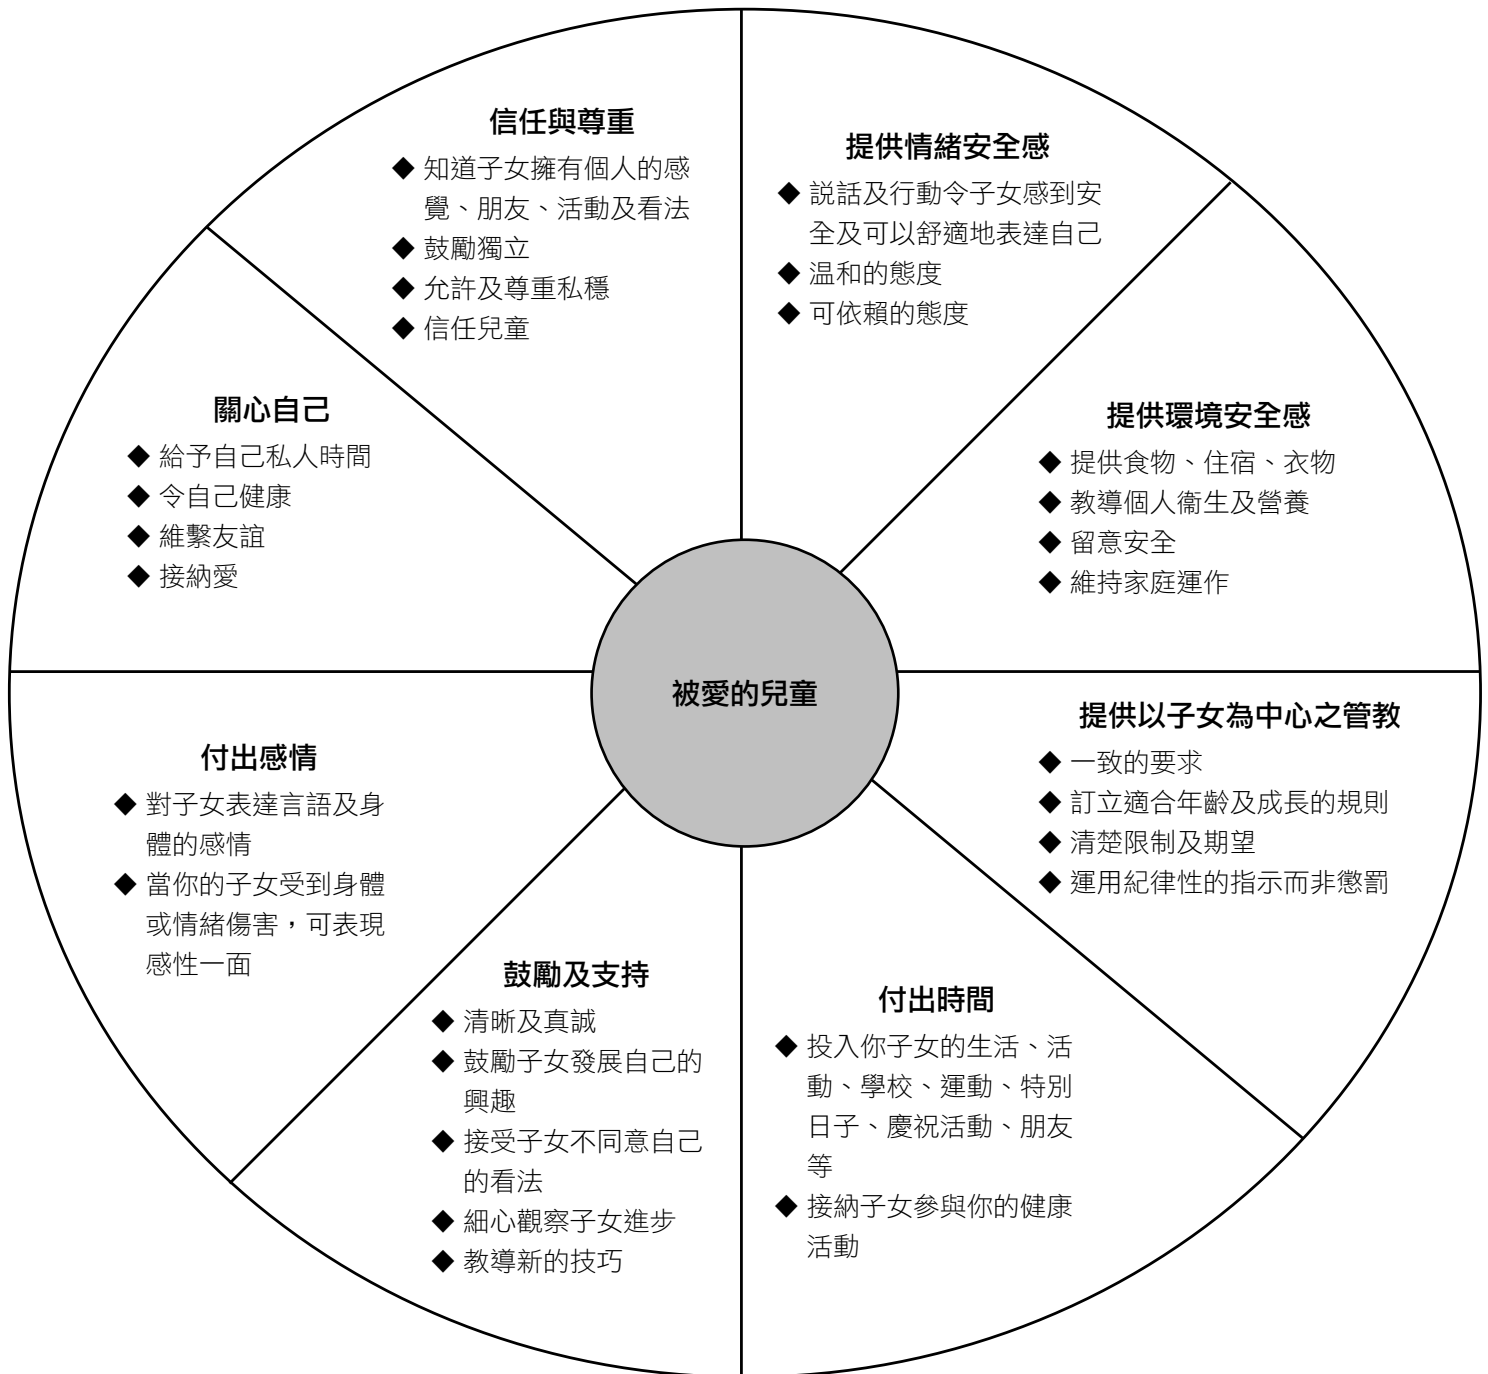 信任與尊重
◆ 知道子女擁有個人的感
覺、朋友、活動及看法
◆ 鼓勵獨立
◆ 允許及尊重私穩
◆ 信任兒童
提供情緒安全感
◆ 説話及行動令子女感到安
全及可以舒適地表達自己
◆ 温和的態度
◆ 可依賴的態度
關心自己
◆ 給予自己私人時間
◆ 令自己健康
◆ 維繫友誼
◆ 接納愛
提供環境安全感
◆ 提供食物、住宿、衣物
◆ 教導個人衞生及營養
◆ 留意安全
◆ 維持家庭運作
被愛的兒童
提供以子女為中心之管教
◆ 一致的要求
◆ 訂立適合年齡及成長的規則
◆ 清楚限制及期望
◆ 運用紀律性的指示而非懲罰
付出感情
◆ 對子女表達言語及身
體的感情
◆ 當你的子女受到身體
或情緒傷害，可表現
感性一面
鼓勵及支持
◆ 清晰及真誠
◆ 鼓勵子女發展自己的
興趣
◆ 接受子女不同意自己
的看法
◆ 細心觀察子女進步
◆ 教導新的技巧
付出時間
◆ 投入你子女的生活、活
動、學校、運動、特別
日子、慶祝活動、朋友
等
◆ 接納子女參與你的健康
活動